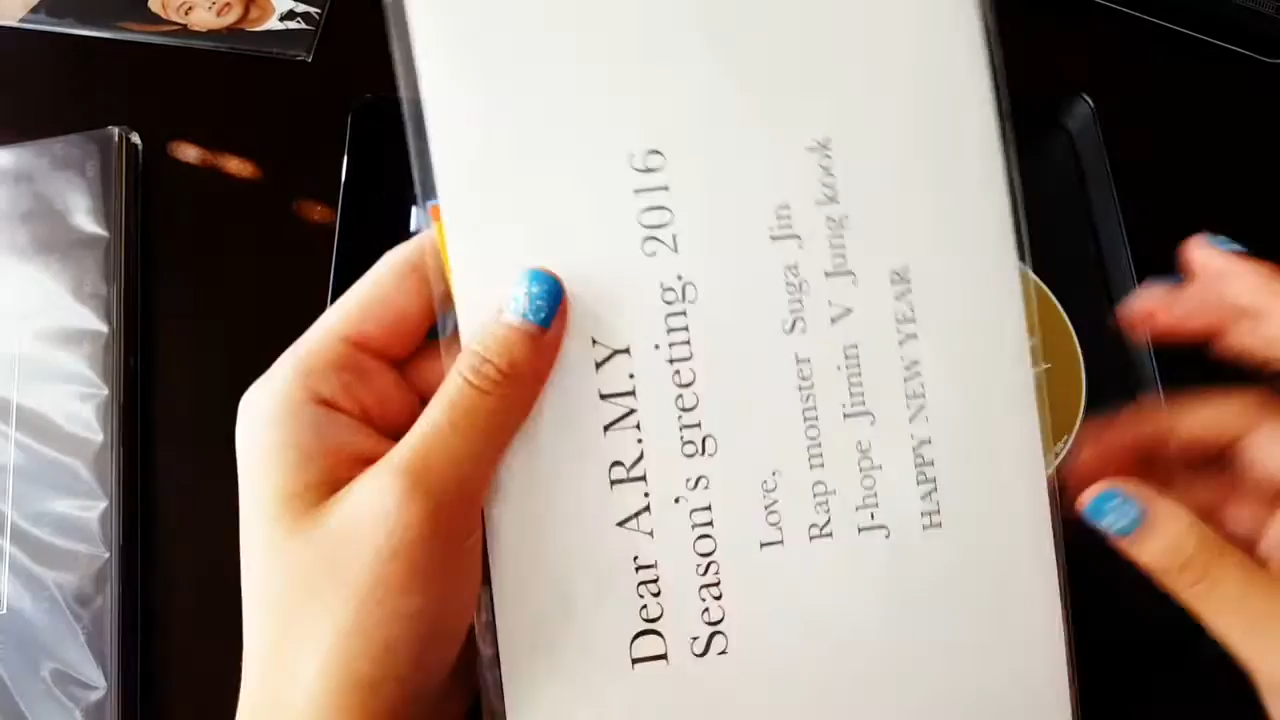 Dear A.R.M.Y
Season's greeting. 2016
Love,
Rap monster Suga Jin
J-hope Jimin V Jung kook
HAPPY NEW YEAR